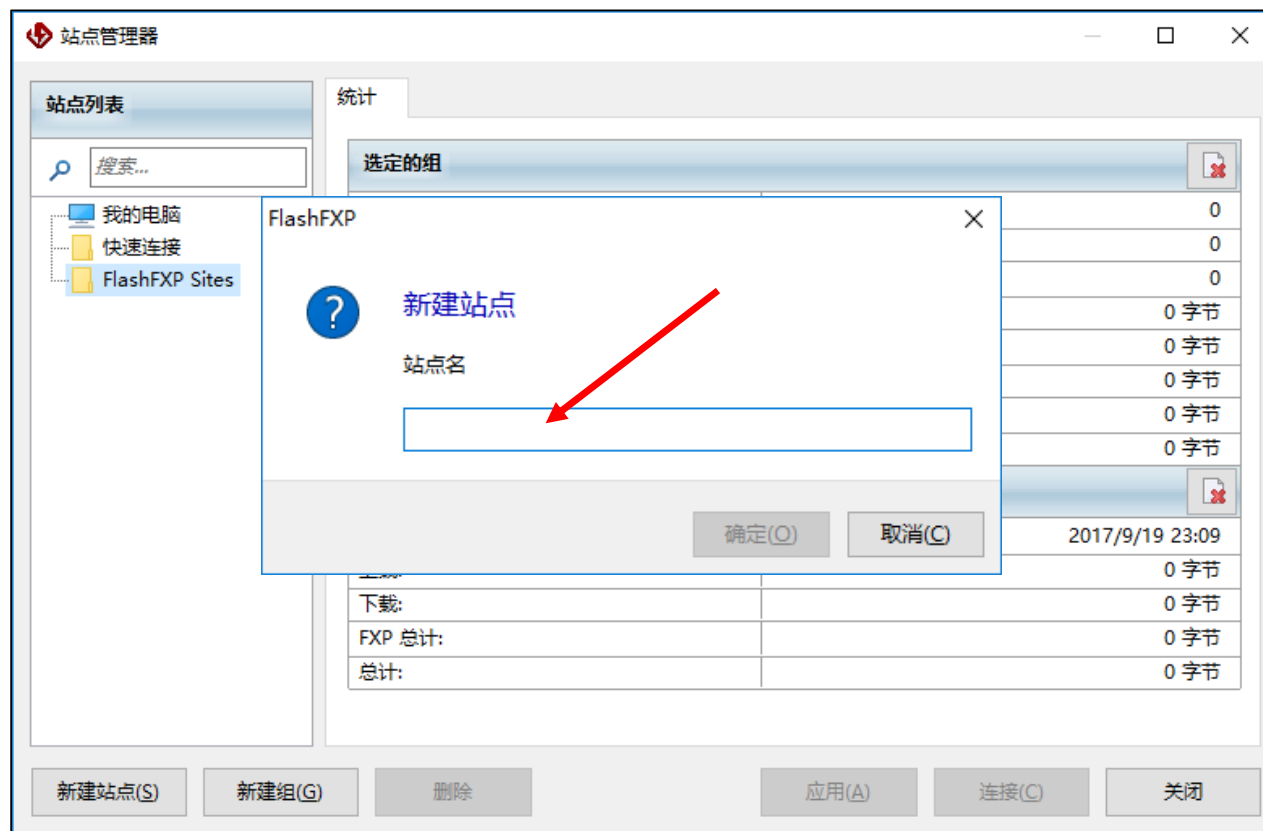 站点管理器
站点列表
统计
搜索...
选定的组
我的电脑
快速连接
FlashFXP Sites
0
0
0
0 字节
0 字节
0 字节
0 字节
0 字节
FlashFXP
新建站点
站点名
确定(O)
取消(C)
2017/9/19 23:09
0 字节
下载:
0 字节
FXP 总计:
0 字节
总计:
0 字节
新建站点(S)
新建组(G)
删除
应用(A)
连接(C)
关闭